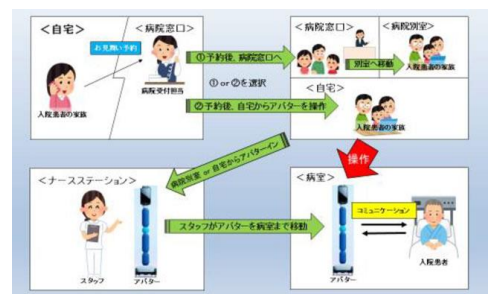 <自宅>
<病院窓口>
お見舞い予約
入院患者の家族
病院受付担当
①予約後、病院窓口へ
① or ②を選択
②予約後、自宅からアバターを操作
<病院窓口>
<病院別室>
別室へ移動
入院患者の家族
<自宅>
入院患者の家族
病院別室 or 自宅からアバターイン
操作
<ナースステーション>
スタッフ
アバター
スタッフがアバターを病室まで移動
<病室>
コミュニケーション
アバター
入院患者